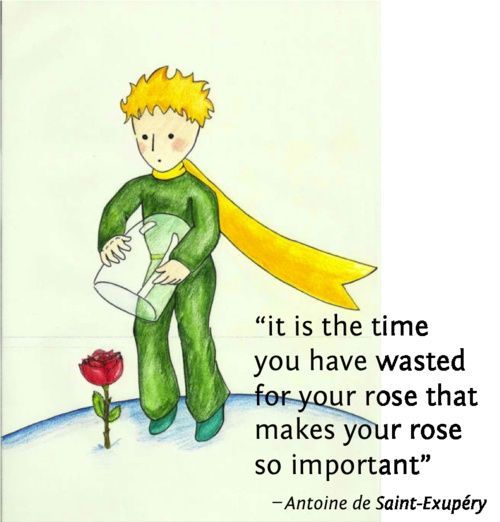 “it is the time
you have wasted
for your rose that
makes your rose
so important”
–Antoine de Saint-Exupéry